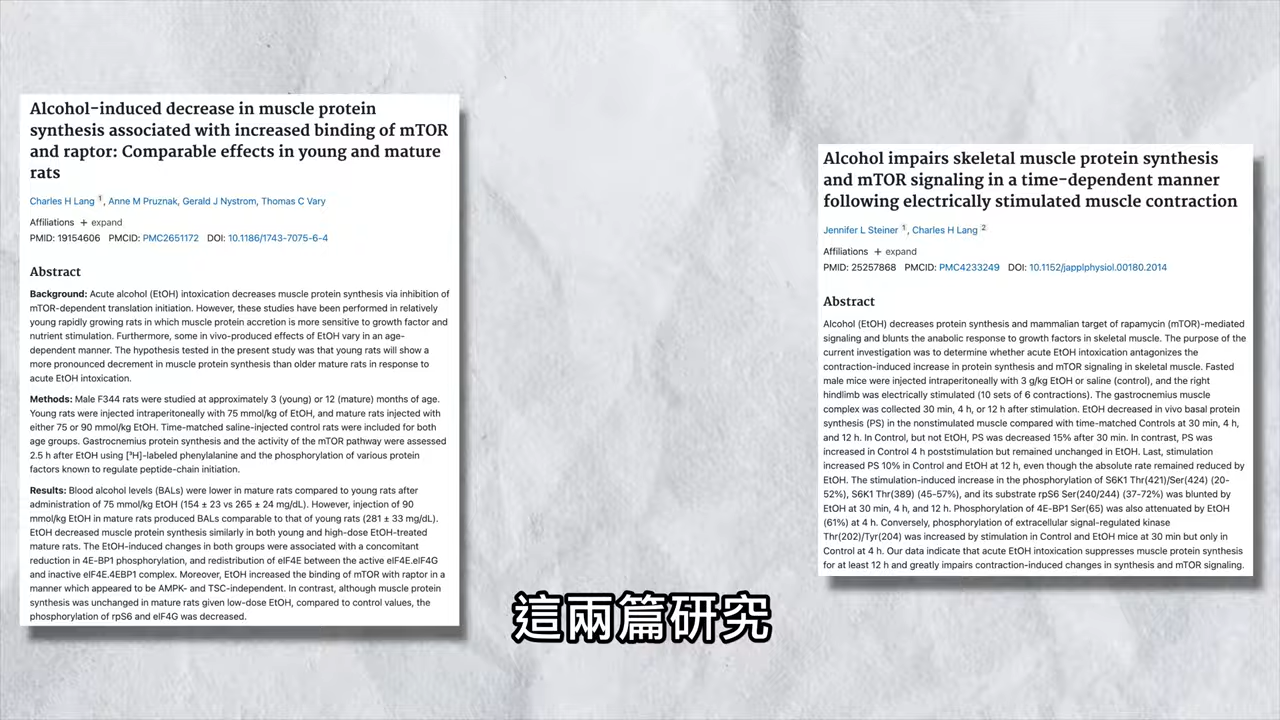 Alcohol-induced decrease in muscle protein
synthesis associated with increased binding of mTOR
and raptor: Comparable effects in young and mature
rats
Charles H Lang 1, Anne M Pruznak, Gerald J Nystrom, Thomas C Vary
Affiliations + expand
PMID: 19154606 PMCID: PMC2651172 DOI: 10.1186/1743-7075-6-4
Abstract
Background: Acute alcohol (EtOH) intoxication decreases muscle protein synthesis via inhibition of
mTOR-dependent translation initiation. However, these studies have been performed in relatively
young rapidly growing rats in which muscle protein accretion is more sensitive to growth factor and
nutrient stimulation. Furthermore, some in vivo-produced effects of EtOH vary in an age-
dependent manner. The hypothesis tested in the present study was that young rats will show a
more pronounced decrement in muscle protein synthesis than older mature rats in response to
acute EtOH intoxication.
Methods: Male F344 rats were studied at approximately 3 (young) or 12 (mature) months of age.
Young rats were injected intraperitoneally with 75 mmol/kg of EtOH, and mature rats injected with
either 75 or 90 mmol/kg EtOH. Time-matched saline-injected control rats were included for both
age groups. Gastrocnemius protein synthesis and the activity of the mTOR pathway were assessed
2.5 h after EtOH using [³H]-labeled phenylalanine and the phosphorylation of various protein
factors known to regulate peptide-chain initiation.
Results: Blood alcohol levels (BALs) were lower in mature rats compared to young rats after
administration of 75 mmol/kg EtOH (154 ± 23 vs 265 ± 24 mg/dL). However, injection of 90
mmol/kg EtOH in mature rats produced BALs comparable to that of young rats (281 ± 33 mg/dL).
EtOH decreased muscle protein synthesis similarly in both young and high-dose EtOH-treated
mature rats. The EtOH-induced changes in both groups were associated with a concomitant
reduction in 4E-BP1 phosphorylation, and redistribution of eIF4E between the active eIF4E.eIF4G
and inactive eIF4E.4EBP1 complex. Moreover, EtOH increased the binding of mTOR with raptor in a
manner which appeared to be AMPK- and TSC-independent. In contrast, although muscle protein
synthesis was unchanged in mature rats given low-dose EtOH, compared to control values, the
phosphorylation of rpS6 and eIF4G was decreased.
Alcohol impairs skeletal muscle protein synthesis
and mTOR signaling in a time-dependent manner
following electrically stimulated muscle contraction
Jennifer L Steiner 1, Charles H Lang 2
Affiliations + expand
PMID: 25257868 PMCID: PMC4233249 DOI: 10.1152/japplphysiol.00180.2014
Abstract
Alcohol (EtOH) decreases protein synthesis and mammalian target of rapamycin (mTOR)-mediated
signaling and blunts the anabolic response to growth factors in skeletal muscle. The purpose of the
current investigation was to determine whether acute EtOH intoxication antagonizes the
contraction-induced increase in protein synthesis and mTOR signaling in skeletal muscle. Fasted
male mice were injected intraperitoneally with 3 g/kg EtOH or saline (control), and the right
hindlimb was electrically stimulated (10 sets of 6 contractions). The gastrocnemius muscle
complex was collected 30 min, 4 h, or 12 h after stimulation. EtOH decreased in vivo basal protein
synthesis (PS) in the nonstimulated muscle compared with time-matched Controls at 30 min, 4 h,
and 12 h. In Control, but not EtOH, PS was decreased 15% after 30 min. In contrast, PS was
increased in Control 4 h poststimulation but remained unchanged in EtOH. Last, stimulation
increased PS 10% in Control and EtOH at 12 h, even though the absolute rate remained reduced by
EtOH. The stimulation-induced increase in the phosphorylation of S6K1 Thr(421)/Ser(424) (20-
52%), S6K1 Thr(389) (45-57%), and its substrate rpS6 Ser(240/244) (37-72%) was blunted by
EtOH at 30 min, 4 h, and 12 h. Phosphorylation of 4E-BP1 Ser(65) was also attenuated by EtOH
(61%) at 4 h. Conversely, phosphorylation of extracellular signal-regulated kinase
Thr(202)/Tyr(204) was increased by stimulation in Control and EtOH mice at 30 min but only in
Control at 4 h. Our data indicate that acute EtOH intoxication suppresses muscle protein synthesis
for at least 12 h and greatly impairs contraction-induced changes in synthesis and mTOR signaling.
這兩篇研究